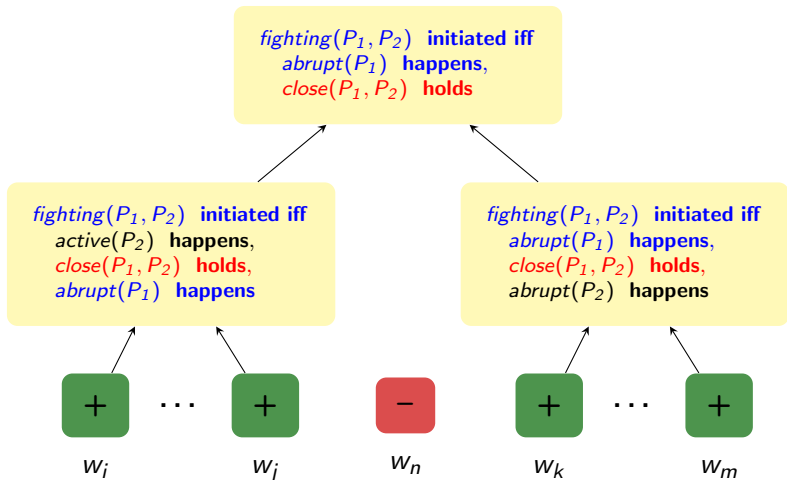 fighting(P₁, P₂) initiated iff
abrupt(P₁) happens,
close(P₁, P₂) holds
fighting(P₁, P₂) initiated iff
active(P₂) happens,
close(P₁, P₂) holds,
abrupt(P₁) happens
fighting(P₁, P₂) initiated iff
abrupt(P₁) happens,
close(P₁, P₂) holds,
abrupt(P₂) happens
+ ··· + − + ··· +
wᵢ wⱼ wₙ wₖ wₘ